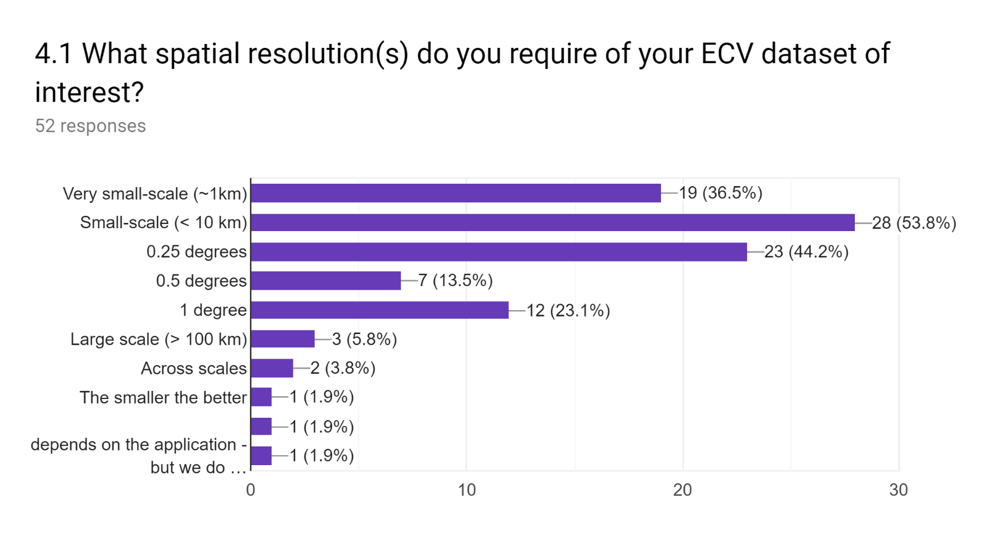 4.1 What spatial resolution(s) do you require of your ECV dataset of
interest?
52 responses
Very small-scale (~1km)
19 (36.5%)
Small-scale (< 10 km)
28 (53.8%)
0.25 degrees
23 (44.2%)
0.5 degrees
7 (13.5%)
1 degree
12 (23.1%)
Large scale (> 100 km)
3 (5.8%)
Across scales
2 (3.8%)
The smaller the better
1 (1.9%)
1 (1.9%)
depends on the application -
but we do …
1 (1.9%)
0
10
20
30